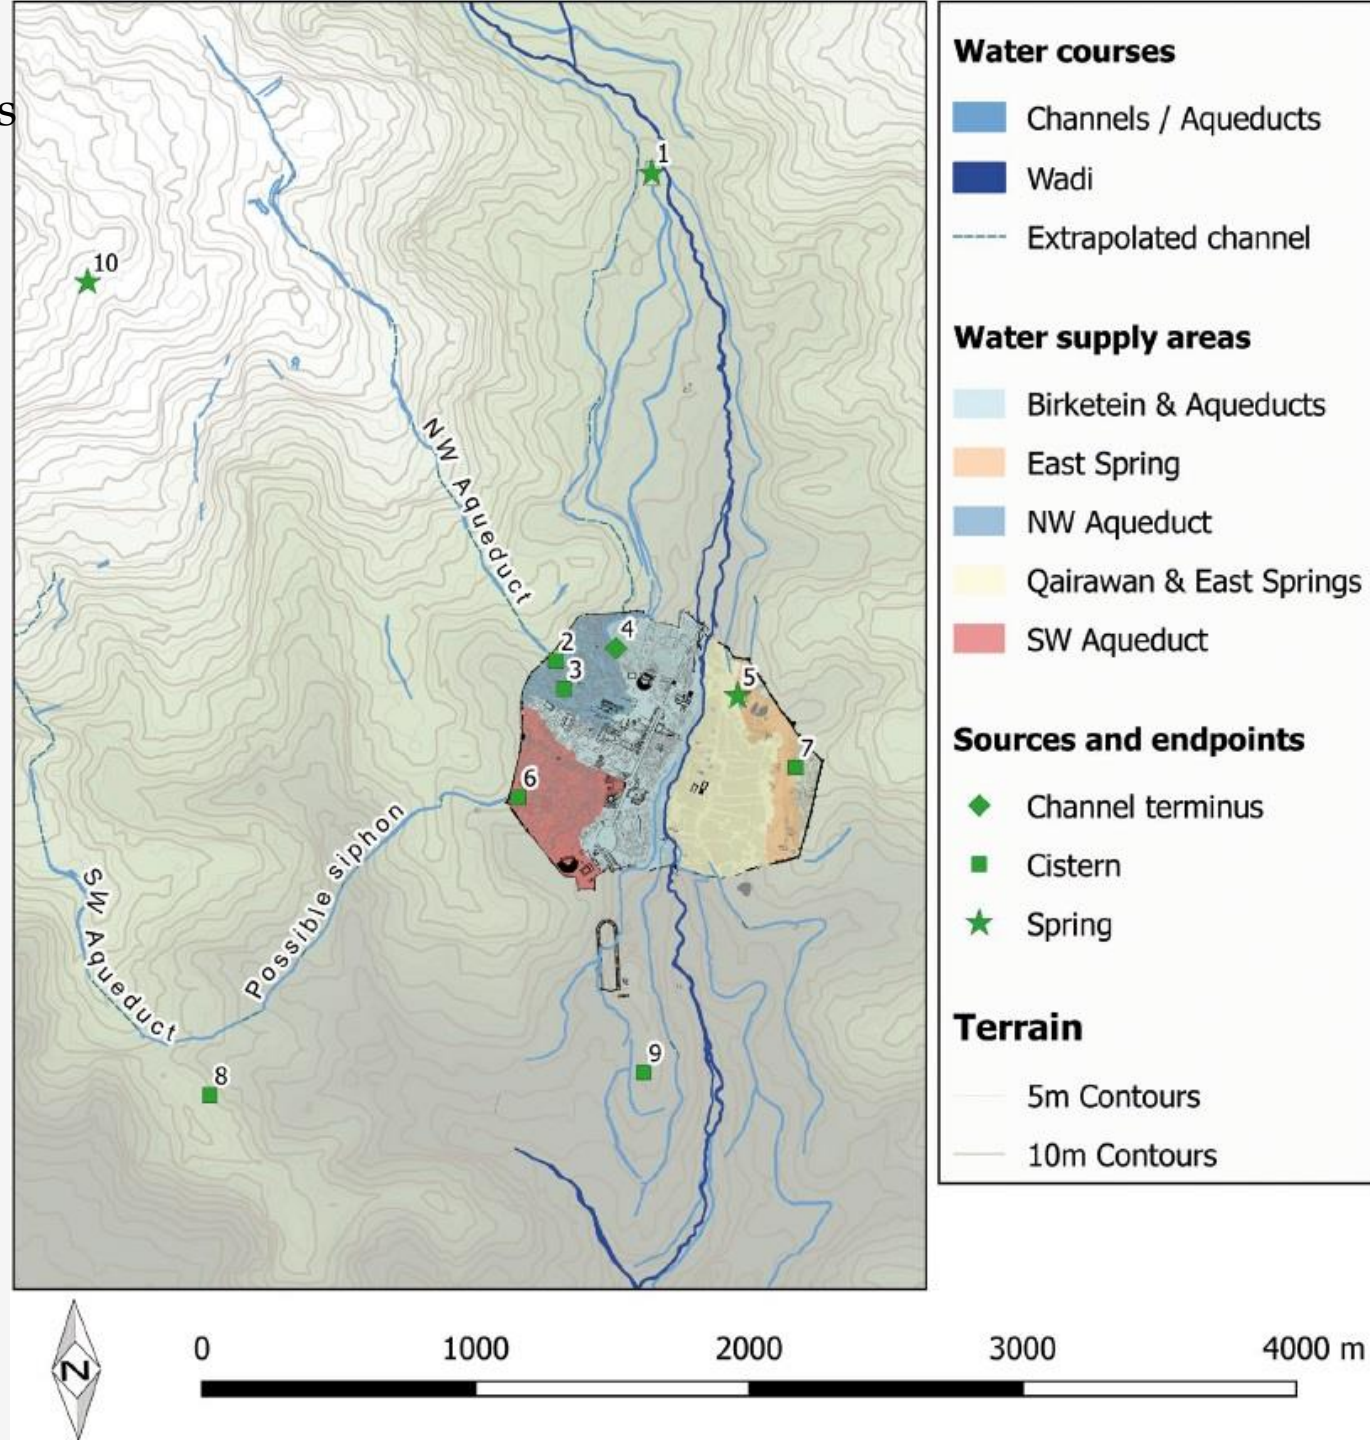 s
1
10
NW Aqueduct
2
3
4
5
6
7
SW Aqueduct
Possible siphon
8
9
Water courses
Channels / Aqueducts
Wadi
Extrapolated channel
Water supply areas
Birketein & Aqueducts
East Spring
NW Aqueduct
Qairawan & East Springs
SW Aqueduct
Sources and endpoints
Channel terminus
Cistern
Spring
Terrain
5m Contours
10m Contours
N
0 1000 2000 3000 4000 m